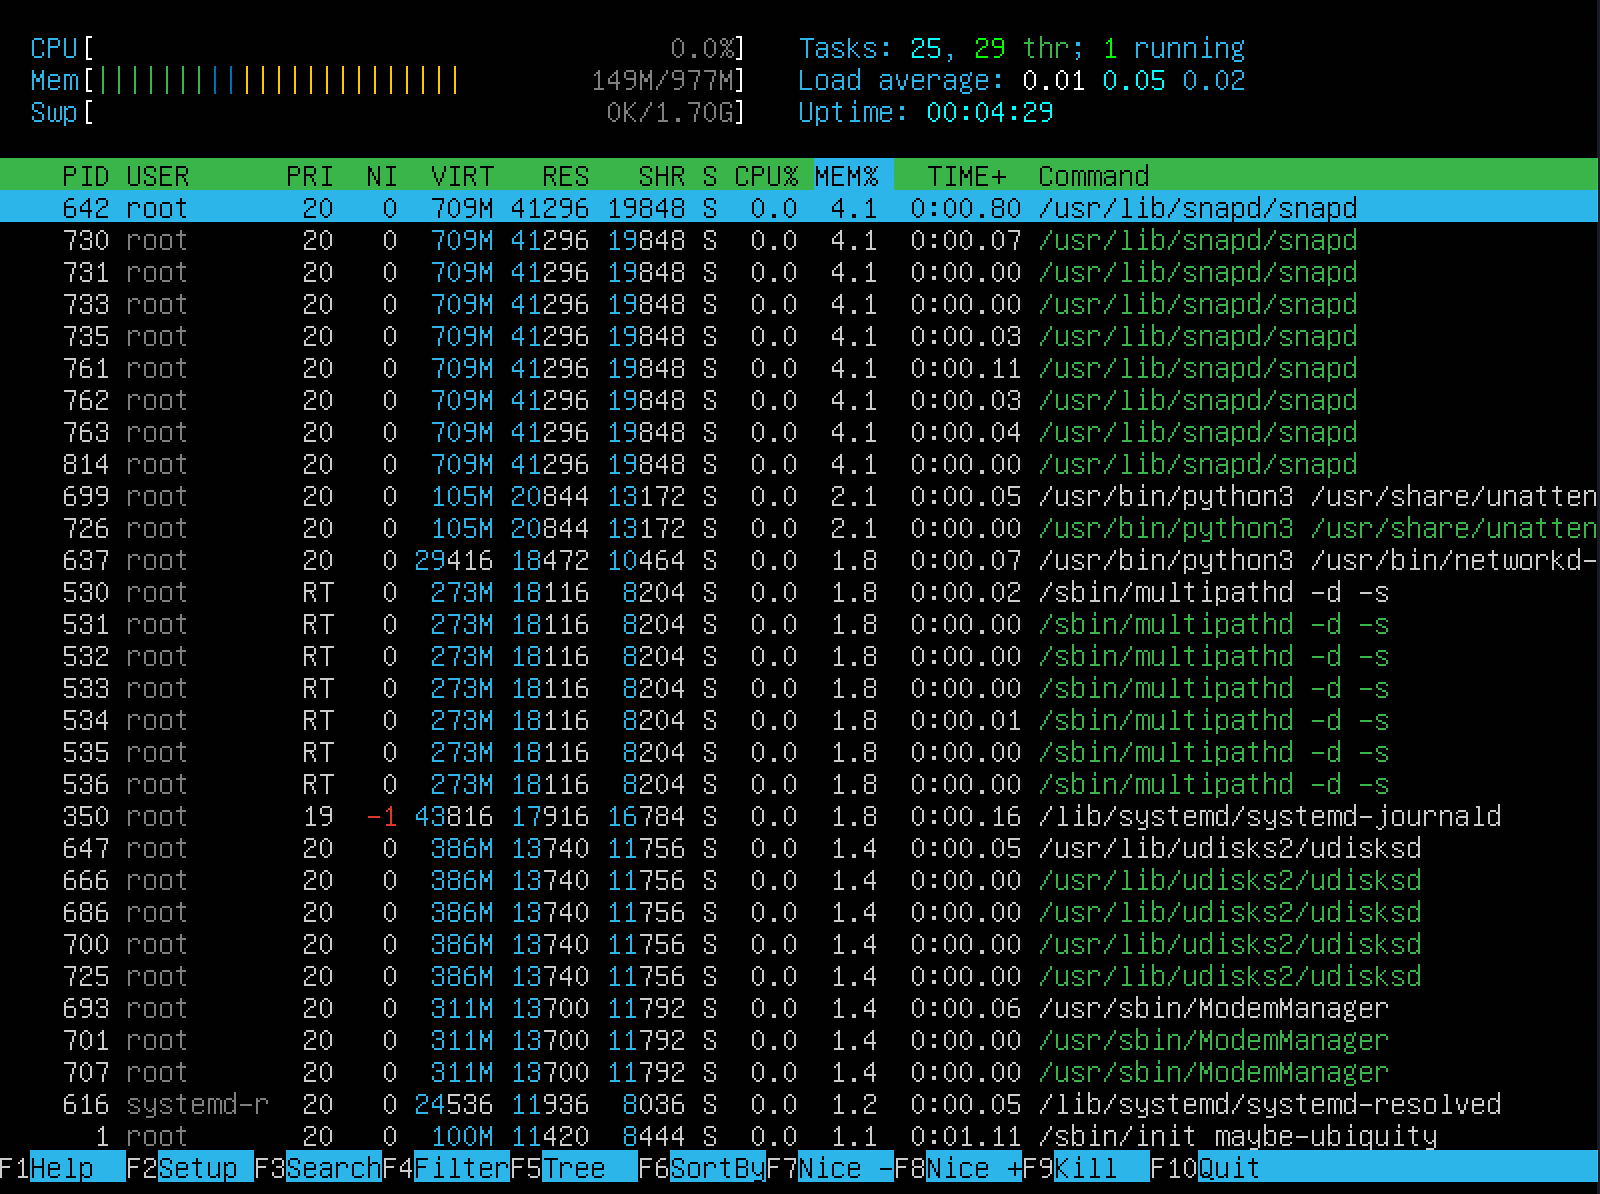 CPU[ 0.0%] Tasks: 25, 29 thr; 1 running
Mem[||||||||||||||||||||||| 149M/977M] Load average: 0.01 0.05 0.02
Swp[ 0K/1.70G] Uptime: 00:04:29
PID USER PRI NI VIRT RES SHR S CPU% MEM% TIME+ Command
642 root 20 0 709M 41296 19848 S 0.0 4.1 0:00.80 /usr/lib/snapd/snapd
730 root 20 0 709M 41296 19848 S 0.0 4.1 0:00.07 /usr/lib/snapd/snapd
731 root 20 0 709M 41296 19848 S 0.0 4.1 0:00.00 /usr/lib/snapd/snapd
733 root 20 0 709M 41296 19848 S 0.0 4.1 0:00.00 /usr/lib/snapd/snapd
735 root 20 0 709M 41296 19848 S 0.0 4.1 0:00.03 /usr/lib/snapd/snapd
761 root 20 0 709M 41296 19848 S 0.0 4.1 0:00.11 /usr/lib/snapd/snapd
762 root 20 0 709M 41296 19848 S 0.0 4.1 0:00.03 /usr/lib/snapd/snapd
763 root 20 0 709M 41296 19848 S 0.0 4.1 0:00.04 /usr/lib/snapd/snapd
814 root 20 0 709M 41296 19848 S 0.0 4.1 0:00.00 /usr/lib/snapd/snapd
699 root 20 0 105M 20844 13172 S 0.0 2.1 0:00.05 /usr/bin/python3 /usr/share/unatten
726 root 20 0 105M 20844 13172 S 0.0 2.1 0:00.00 /usr/bin/python3 /usr/share/unatten
637 root 20 0 29416 18472 10464 S 0.0 1.8 0:00.07 /usr/bin/python3 /usr/bin/networkd-
530 root RT 0 273M 18116 8204 S 0.0 1.8 0:00.02 /sbin/multipathd -d -s
531 root RT 0 273M 18116 8204 S 0.0 1.8 0:00.00 /sbin/multipathd -d -s
532 root RT 0 273M 18116 8204 S 0.0 1.8 0:00.00 /sbin/multipathd -d -s
533 root RT 0 273M 18116 8204 S 0.0 1.8 0:00.00 /sbin/multipathd -d -s
534 root RT 0 273M 18116 8204 S 0.0 1.8 0:00.01 /sbin/multipathd -d -s
535 root RT 0 273M 18116 8204 S 0.0 1.8 0:00.00 /sbin/multipathd -d -s
536 root RT 0 273M 18116 8204 S 0.0 1.8 0:00.00 /sbin/multipathd -d -s
350 root 19 -1 43816 17916 16784 S 0.0 1.8 0:00.16 /lib/systemd/systemd-journald
647 root 20 0 386M 13740 11756 S 0.0 1.4 0:00.05 /usr/lib/udisks2/udisksd
666 root 20 0 386M 13740 11756 S 0.0 1.4 0:00.00 /usr/lib/udisks2/udisksd
686 root 20 0 386M 13740 11756 S 0.0 1.4 0:00.00 /usr/lib/udisks2/udisksd
700 root 20 0 386M 13740 11756 S 0.0 1.4 0:00.00 /usr/lib/udisks2/udisksd
725 root 20 0 386M 13740 11756 S 0.0 1.4 0:00.00 /usr/lib/udisks2/udisksd
693 root 20 0 311M 13700 11792 S 0.0 1.4 0:00.06 /usr/sbin/ModemManager
701 root 20 0 311M 13700 11792 S 0.0 1.4 0:00.00 /usr/sbin/ModemManager
707 root 20 0 311M 13700 11792 S 0.0 1.4 0:00.00 /usr/sbin/ModemManager
616 systemd-r 20 0 24536 11936 8036 S 0.0 1.2 0:00.05 /lib/systemd/systemd-resolved
1 root 20 0 100M 11420 8444 S 0.0 1.1 0:01.11 /sbin/init maybe-ubiquity
F1Help F2Setup F3SearchF4FilterF5Tree F6SortByF7Nice -F8Nice +F9Kill F10Quit